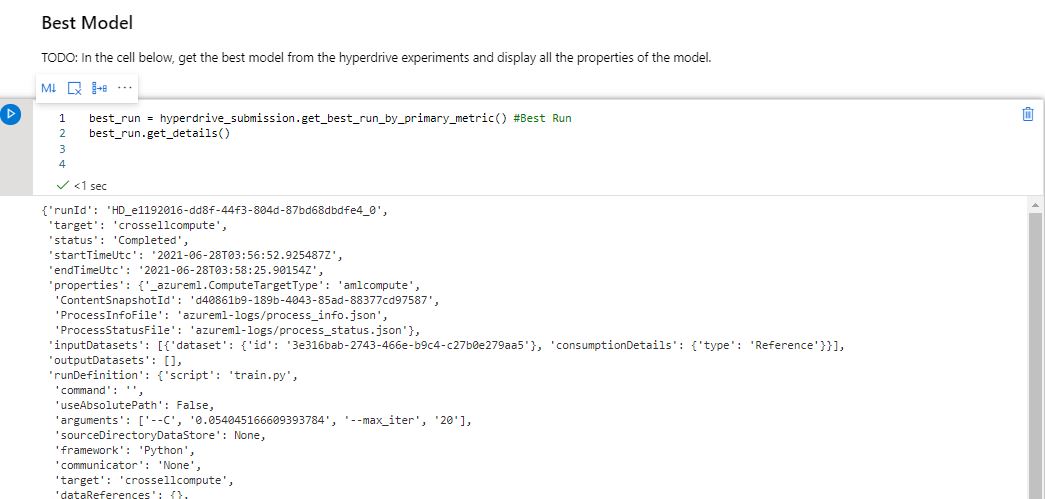 Best Model
TODO: In the cell below, get the best model from the hyperdrive experiments and display all the properties of the model.
M↓ ···
1 best_run = hyperdrive_submission.get_best_run_by_primary_metric() #Best Run
2 best_run.get_details()
3
4
<1 sec
{'runId': 'HD_e1192016-dd8f-44f3-804d-87bd68dbdfe4_0',
'target': 'crossellcompute',
'status': 'Completed',
'startTimeUtc': '2021-06-28T03:56:52.925487Z',
'endTimeUtc': '2021-06-28T03:58:25.90154Z',
'properties': {'_azureml.ComputeTargetType': 'amlcompute',
'ContentSnapshotId': 'd40861b9-189b-4043-85ad-88377cd97587',
'ProcessInfoFile': 'azureml-logs/process_info.json',
'ProcessStatusFile': 'azureml-logs/process_status.json'},
'inputDatasets': [{'dataset': {'id': '3e316bab-2743-466e-b9c4-c27b0e279aa5'}, 'consumptionDetails': {'type': 'Reference'}}],
'outputDatasets': [],
'runDefinition': {'script': 'train.py',
'command': '',
'useAbsolutePath': False,
'arguments': ['--C', '0.054045166609393784', '--max_iter', '20'],
'sourceDirectoryDataStore': None,
'framework': 'Python',
'communicator': 'None',
'target': 'crossellcompute',
'dataReferences': {},